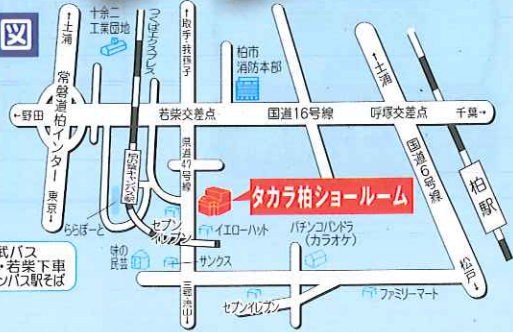 図
十余二
工業団地
つくばエクスプレス
↑取手・我孫子
柏市
消防本部
↑土浦
↑土浦
常磐道柏インター
東京↓
←野田
若柴交差点
国道16号線
呼塚交差点
千葉→
県道47号線
国道6号線
柏駅
タカラ柏ショールーム
ららぽーと
セブン
イレブン
イエローハット
パチンコパンドラ
(カラオケ)
味の
民芸
サンクス
武バス
・若柴下車
ンパス駅そば
三郷・流山↓
セブンイレブン
ファミリーマート
松戸↓